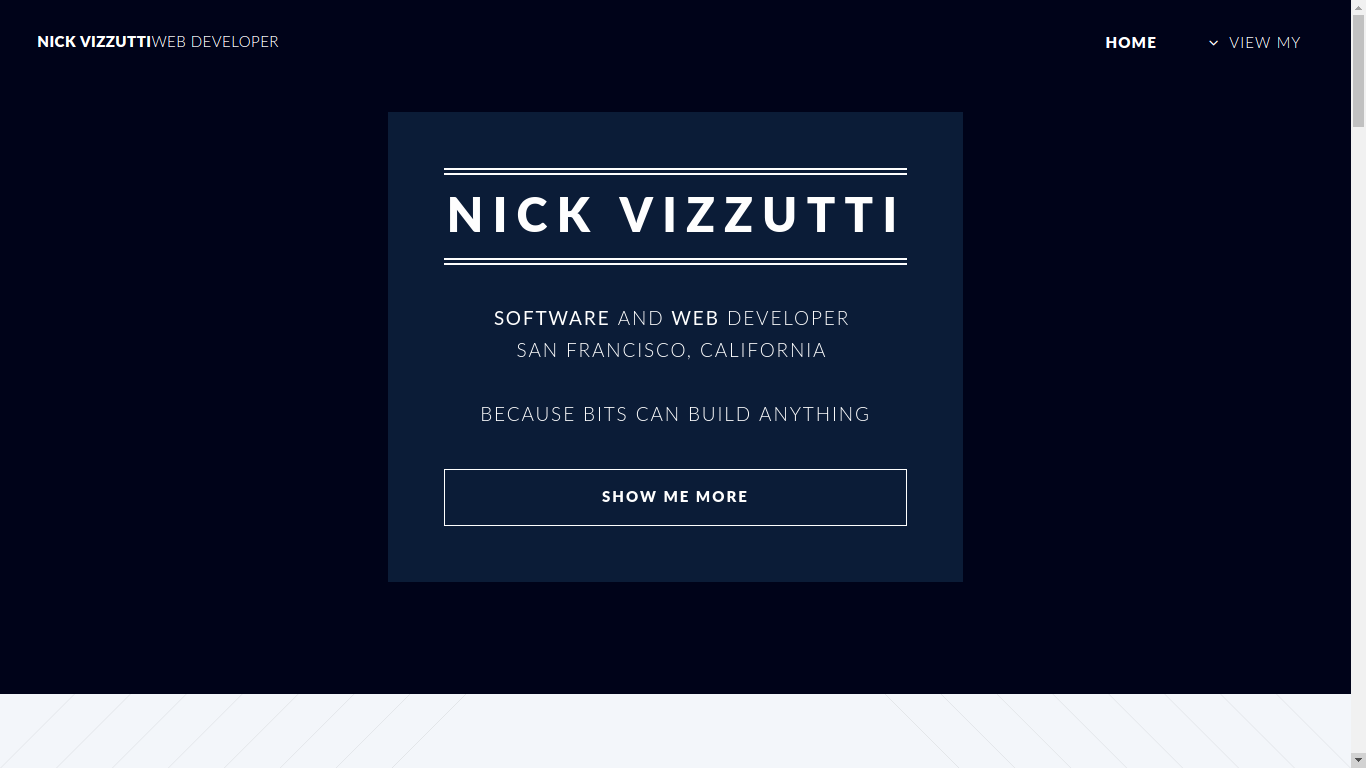 NICK VIZZUTTIWEB DEVELOPER
HOME
VIEW MY
NICK VIZZUTTI
SOFTWARE AND WEB DEVELOPER
SAN FRANCISCO, CALIFORNIA
BECAUSE BITS CAN BUILD ANYTHING
SHOW ME MORE